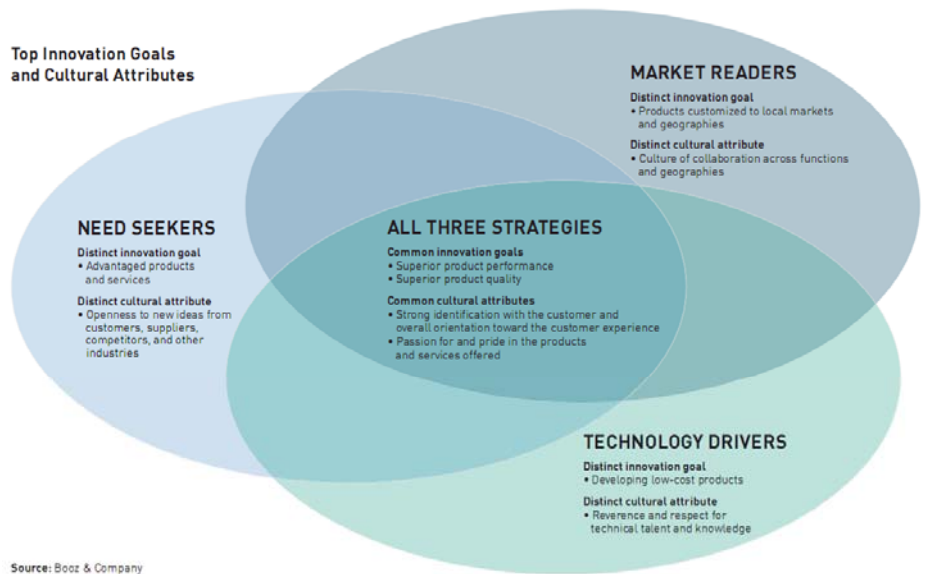 Top Innovation Goals
and Cultural Attributes
MARKET READERS
Distinct innovation goal
• Products customized to local markets
and geographies
Distinct cultural attribute
• Culture of collaboration across functions
and geographies
NEED SEEKERS
Distinct innovation goal
• Advantaged products
and services
Distinct cultural attribute
• Openness to new ideas from
customers, suppliers,
competitors, and other
industries
ALL THREE STRATEGIES
Common innovation goals
• Superior product performance
• Superior product quality
Common cultural attributes
• Strong identification with the customer and
overall orientation toward the customer experience
• Passion for and pride in the products
and services offered
TECHNOLOGY DRIVERS
Distinct innovation goal
• Developing low-cost products
Distinct cultural attribute
• Reverence and respect for
technical talent and knowledge
Source: Booz & Company